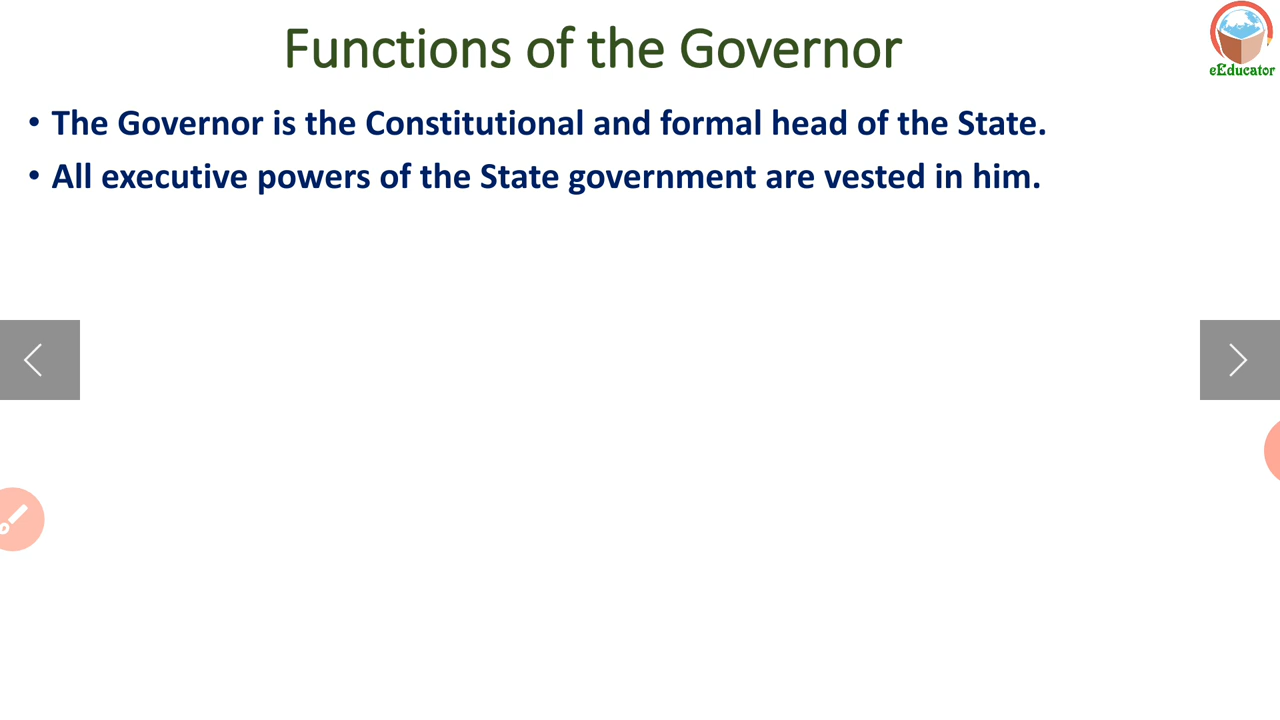 Functions of the Governor
eEducator
• The Governor is the Constitutional and formal head of the State.
• All executive powers of the State government are vested in him.